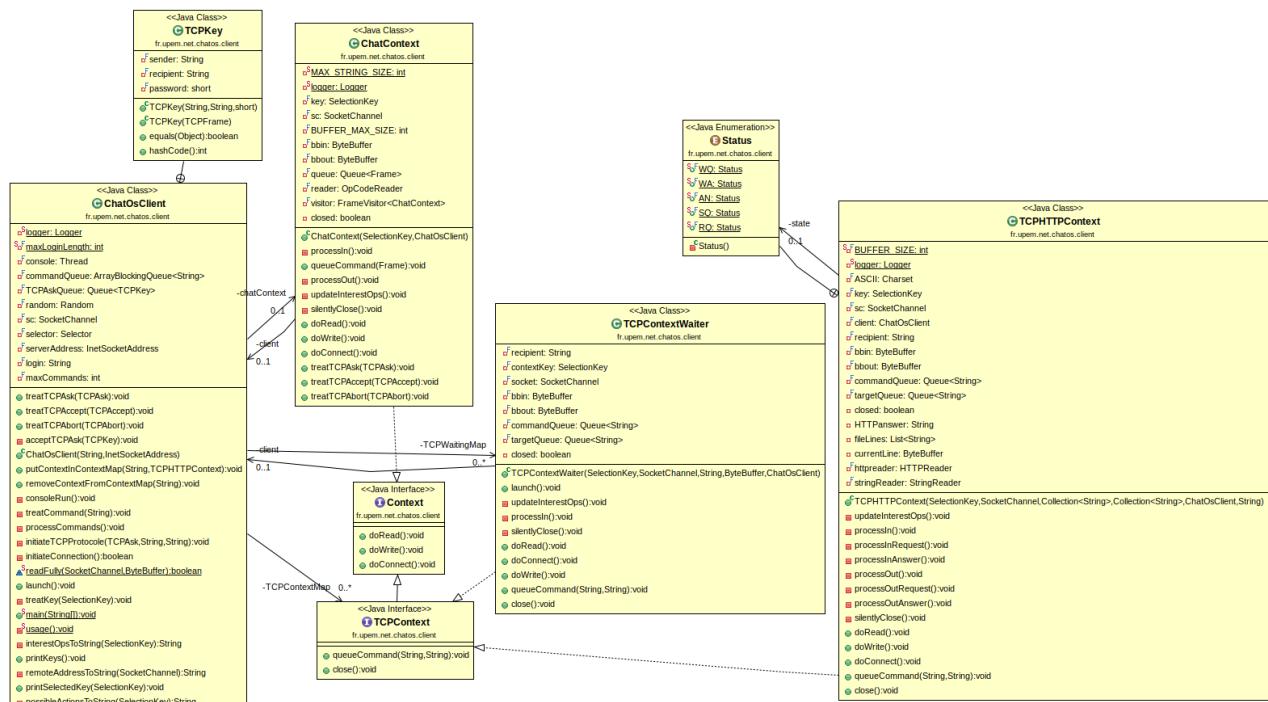 <<Java Class>>
TCPKey
fr.upem.net.chatos.client
sender: String
recipient: String
password: short
TCPKey(String,String,short)
TCPKey(TCPFrame)
equals(Object):boolean
hashCode():int
<<Java Class>>
ChatContext
fr.upem.net.chatos.client
MAX_STRING_SIZE: int
logger: Logger
key: SelectionKey
sc: SocketChannel
BUFFER_MAX_SIZE: int
bbin: ByteBuffer
bbout: ByteBuffer
queue: Queue<Frame>
reader: OpCodeReader
visitor: FrameVisitor<ChatContext>
closed: boolean
ChatContext(SelectionKey,ChatOsClient)
processIn():void
queueCommand(Frame):void
processOut():void
updateInterestOps():void
silentlyClose():void
doRead():void
doWrite():void
doConnect():void
treatTCPAsk(TCPAsk):void
treatTCPAccept(TCPAccept):void
treatTCPAbort(TCPAbort):void
<<Java Enumeration>>
Status
fr.upem.net.chatos.client
WQ: Status
WA: Status
AN: Status
SQ: Status
RQ: Status
Status()
-state
0..1
<<Java Class>>
ChatOsClient
fr.upem.net.chatos.client
logger: Logger
maxLoginLength: int
console: Thread
commandQueue: ArrayBlockingQueue<String>
TCPAskQueue: Queue<TCPKey>
random: Random
sc: SocketChannel
selector: Selector
serverAddress: InetSocketAddress
login: String
maxCommands: int
treatTCPAsk(TCPAsk):void
treatTCPAccept(TCPAccept):void
treatTCPAbort(TCPAbort):void
acceptTCPAsk(TCPKey):void
ChatOsClient(String,InetSocketAddress)
putContextInContextMap(String,TCPHTTPContext):void
removeContextFromContextMap(String):void
consoleRun():void
treatCommand(String):void
processCommands():void
initiateTCPProtocole(TCPAsk,String,String):void
initiateConnection():boolean
readFully(SocketChannel,ByteBuffer):boolean
launch():void
treatKey(SelectionKey):void
main(String[]):void
usage():void
interestOpsToString(SelectionKey):String
printKeys():void
remoteAddressToString(SocketChannel):String
printSelectedKey(SelectionKey):void
possibleActionsToString(SelectionKey):String
-chatContext
0..1
-client
0..1
-client
0..1
-TCPWaitingMap
0..*
-TCPContextMap
0..*
<<Java Class>>
TCPContextWaiter
fr.upem.net.chatos.client
recipient: String
contextKey: SelectionKey
socket: SocketChannel
bbin: ByteBuffer
bbout: ByteBuffer
commandQueue: Queue<String>
targetQueue: Queue<String>
closed: boolean
TCPContextWaiter(SelectionKey,SocketChannel,String,ByteBuffer,ChatOsClient)
launch():void
updateInterestOps():void
processIn():void
silentlyClose():void
doRead():void
doConnect():void
doWrite():void
queueCommand(String,String):void
close():void
<<Java Interface>>
Context
fr.upem.net.chatos.client
doRead():void
doWrite():void
doConnect():void
<<Java Interface>>
TCPContext
fr.upem.net.chatos.client
queueCommand(String,String):void
close():void
<<Java Class>>
TCPHTTPContext
fr.upem.net.chatos.client
BUFFER_SIZE: int
logger: Logger
ASCII: Charset
key: SelectionKey
sc: SocketChannel
client: ChatOsClient
recipient: String
bbin: ByteBuffer
bbout: ByteBuffer
commandQueue: Queue<String>
targetQueue: Queue<String>
closed: boolean
HTTPanswer: String
fileLines: List<String>
currentLine: ByteBuffer
httpreader: HTTPReader
stringReader: StringReader
TCPHTTPContext(SelectionKey,SocketChannel,Collection<String>,Collection<String>,ChatOsClient,String)
updateInterestOps():void
processIn():void
processInRequest():void
processInAnswer():void
processOut():void
processOutRequest():void
processOutAnswer():void
silentlyClose():void
doRead():void
doWrite():void
doConnect():void
queueCommand(String,String):void
close():void